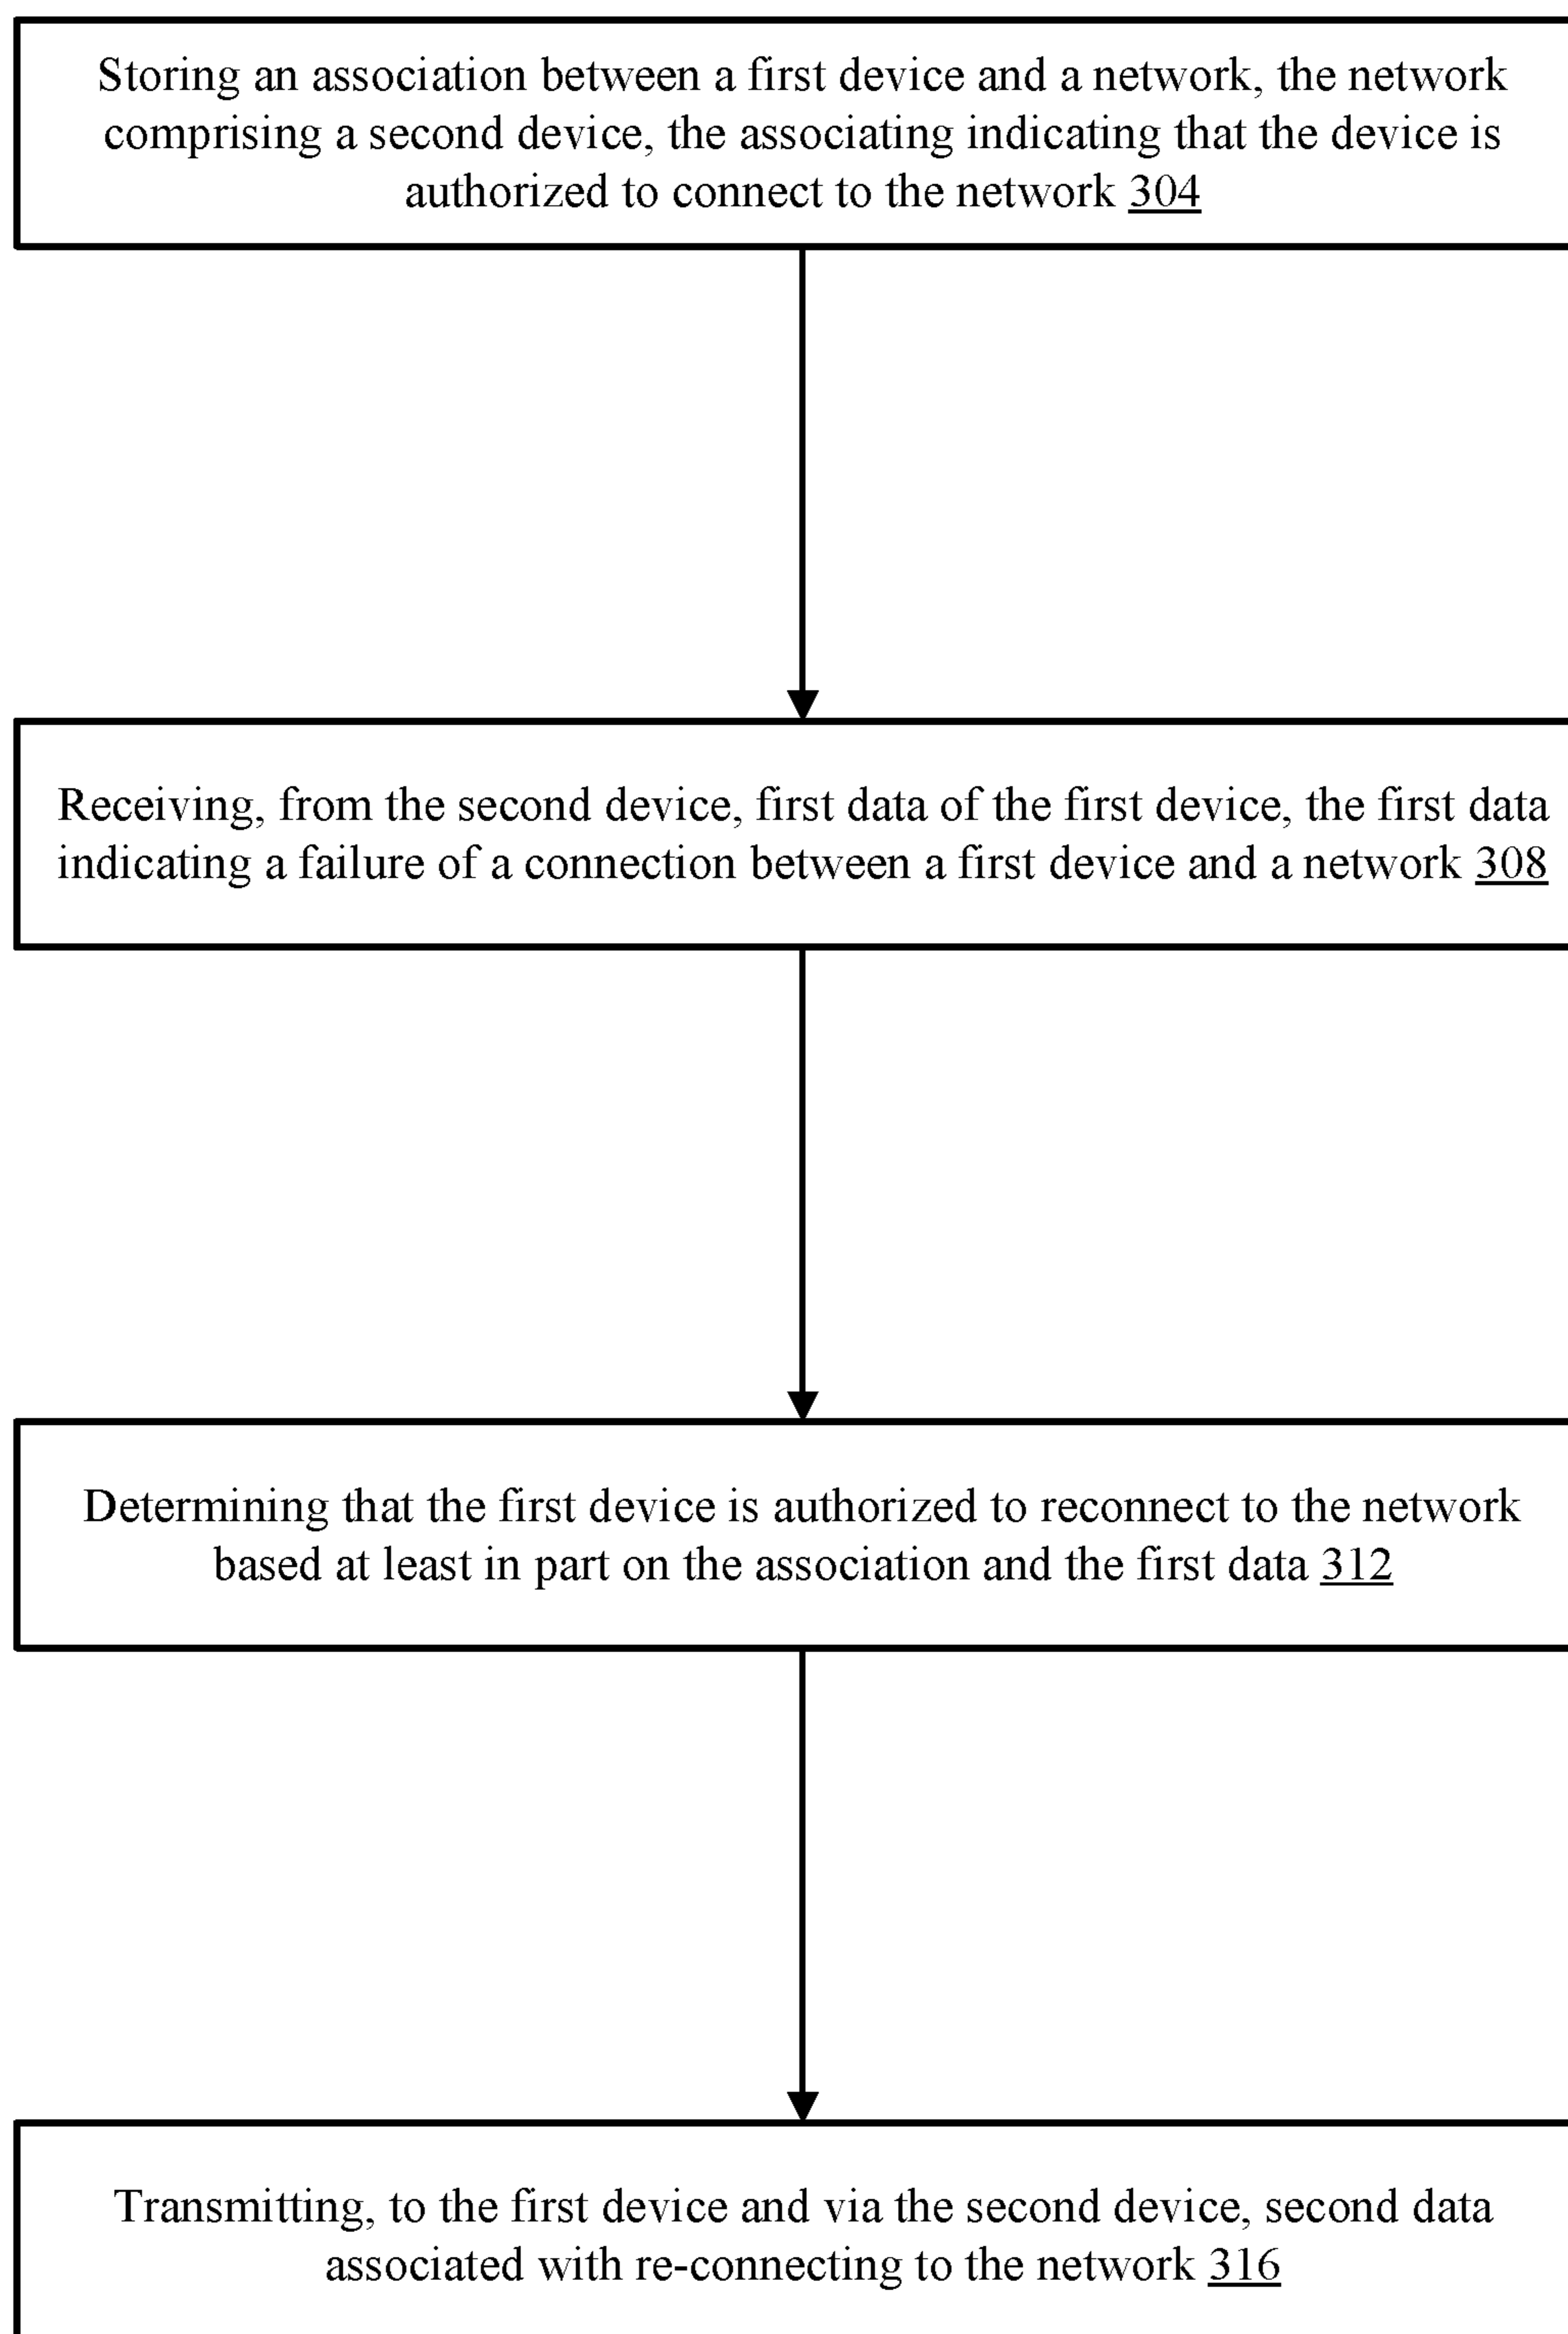 Storing an association between a first device and a network, the network
comprising a second device, the associating indicating that the device is
authorized to connect to the network 304
Receiving, from the second device, first data of the first device, the first data
indicating a failure of a connection between a first device and a network 308
Determining that the first device is authorized to reconnect to the network
based at least in part on the association and the first data 312
Transmitting, to the first device and via the second device, second data
associated with re-connecting to the network 316